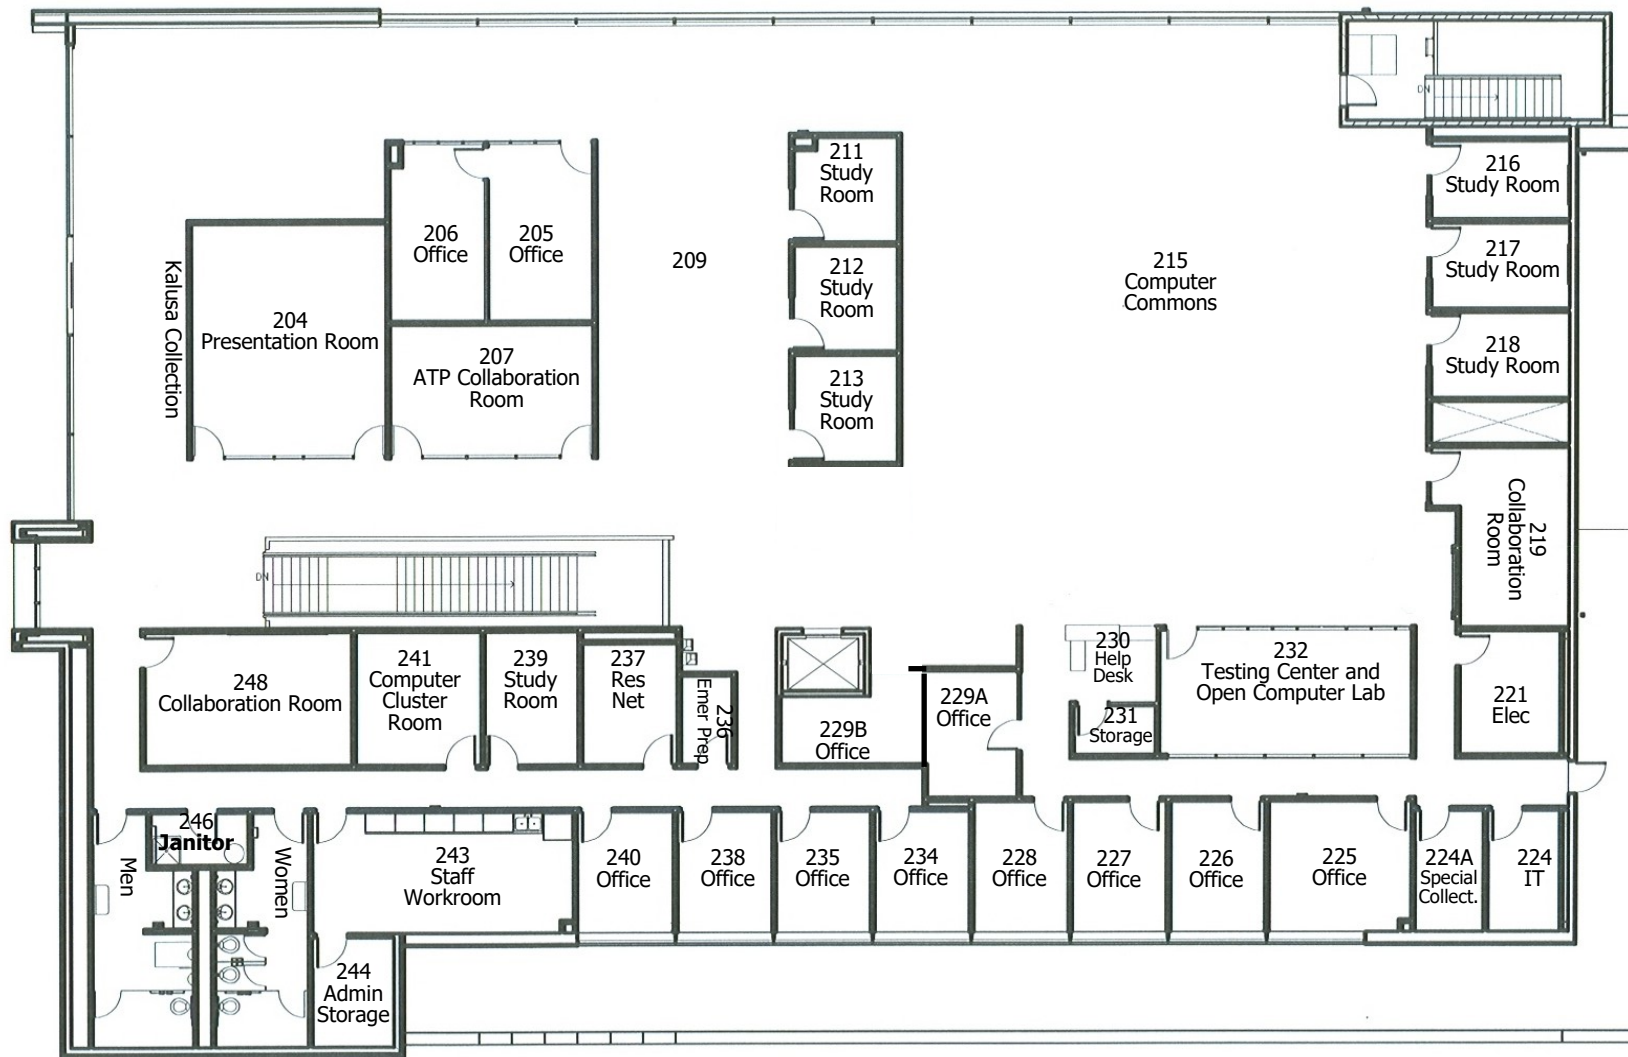 DN
211
Study
Room
216
Study Room
206
Office
205
Office
209
212
Study
Room
215
Computer
Commons
217
Study Room
Kalusa Collection
204
Presentation Room
207
ATP Collaboration
Room
213
Study
Room
218
Study Room
219
Collaboration
Room
DN
248
Collaboration Room
241
Computer
Cluster
Room
239
Study
Room
237
Res
Net
236
Emer Prep
229B
Office
229A
Office
230
Help
Desk
231
Storage
232
Testing Center and
Open Computer Lab
221
Elec
246
Janitor
Men
Women
243
Staff
Workroom
240
Office
238
Office
235
Office
234
Office
228
Office
227
Office
226
Office
225
Office
224A
Special
Collect.
224
IT
244
Admin
Storage